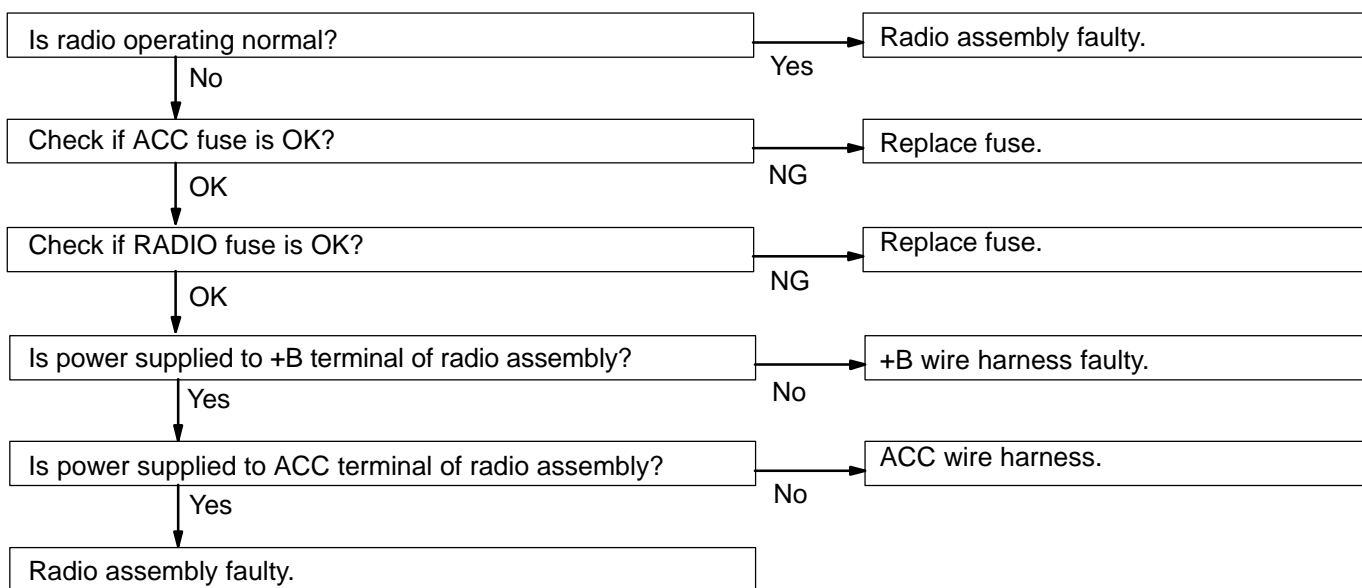 Is radio operating normal?
Radio assembly faulty.
Yes
No
Check if ACC fuse is OK?
Replace fuse.
NG
OK
Check if RADIO fuse is OK?
Replace fuse.
NG
OK
Is power supplied to +B terminal of radio assembly?
+B wire harness faulty.
No
Yes
Is power supplied to ACC terminal of radio assembly?
ACC wire harness.
No
Yes
Radio assembly faulty.